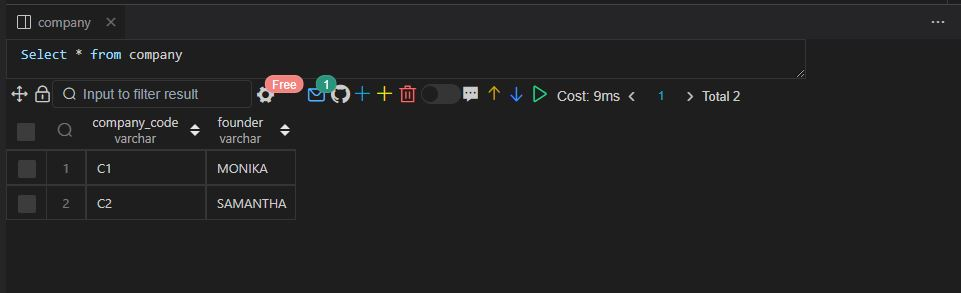 company
Select * from company
Input to filter result Free 1 Cost: 9ms 1 Total 2
company_code founder
varchar varchar
1 C1 MONIKA
2 C2 SAMANTHA